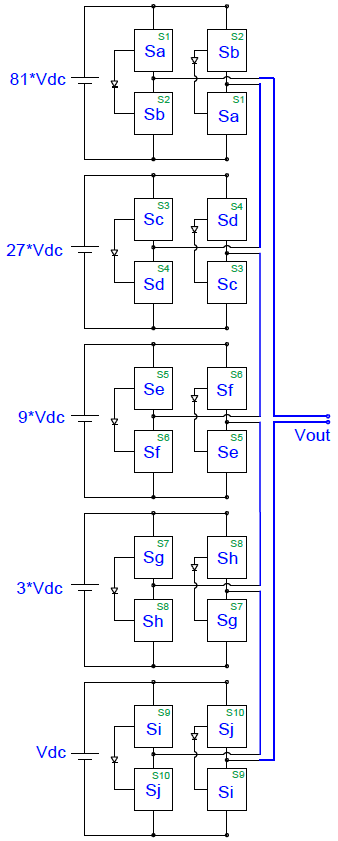 S1 S2
Sa Sb
81*Vdc
S2 S1
Sb Sa
S3 S4
Sc Sd
27*Vdc
S4 S3
Sd Sc
S5 S6
Se Sf
9*Vdc
S6 S5
Sf Se
Vout
S7 S8
Sg Sh
3*Vdc
S8 S7
Sh Sg
S9 S10
Si Sj
Vdc
S10 S9
Sj Si